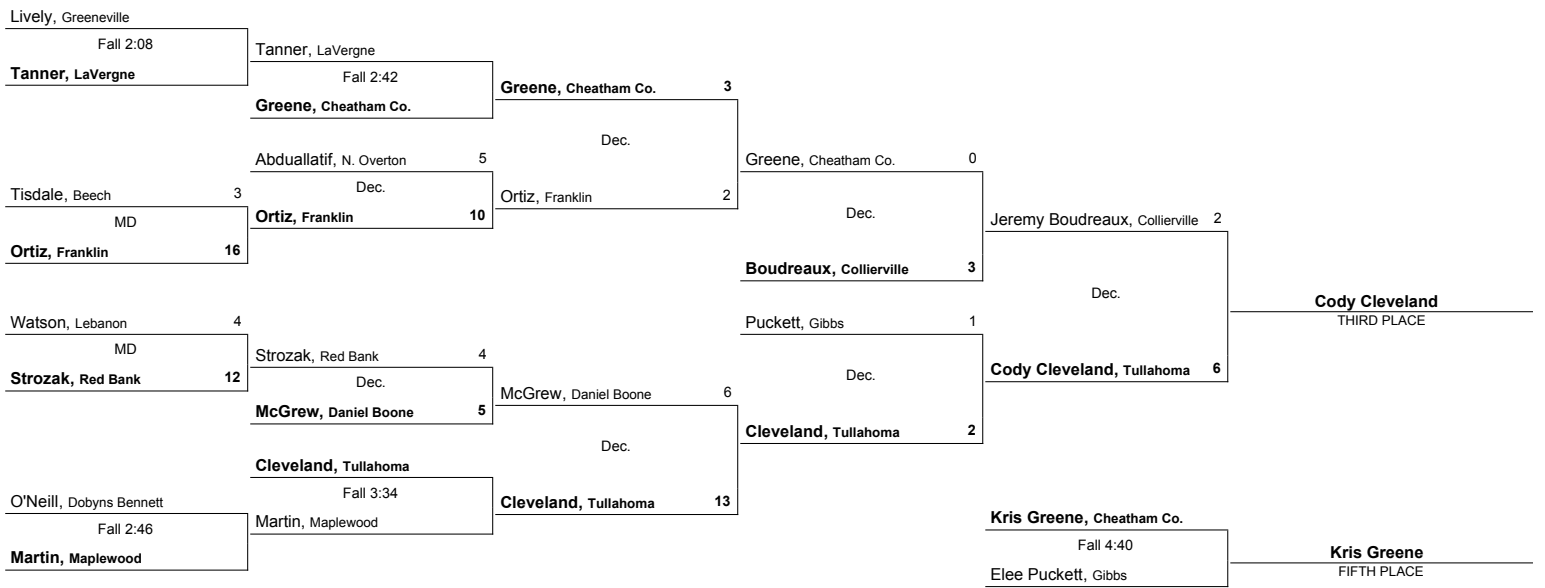 Lively, Greeneville
Fall 2:08
Tanner, LaVergne
Tisdale, Beech 3
MD
Ortiz, Franklin 16
Watson, Lebanon 4
MD
Strozak, Red Bank 12
O'Neill, Dobyns Bennett
Fall 2:46
Martin, Maplewood
Tanner, LaVergne
Fall 2:42
Greene, Cheatham Co.
Abduallatif, N. Overton 5
Dec.
Ortiz, Franklin 10
Strozak, Red Bank 4
Dec.
McGrew, Daniel Boone 5
Cleveland, Tullahoma
Fall 3:34
Martin, Maplewood
Greene, Cheatham Co. 3
Dec.
Ortiz, Franklin 2
McGrew, Daniel Boone 6
Dec.
Cleveland, Tullahoma 13
Greene, Cheatham Co. 0
Dec.
Boudreaux, Collierville 3
Puckett, Gibbs 1
Dec.
Cleveland, Tullahoma 2
Jeremy Boudreaux, Collierville 2
Dec.
Cody Cleveland, Tullahoma 6
Cody Cleveland
THIRD PLACE
Kris Greene, Cheatham Co.
Fall 4:40
Elee Puckett, Gibbs
Kris Greene
FIFTH PLACE